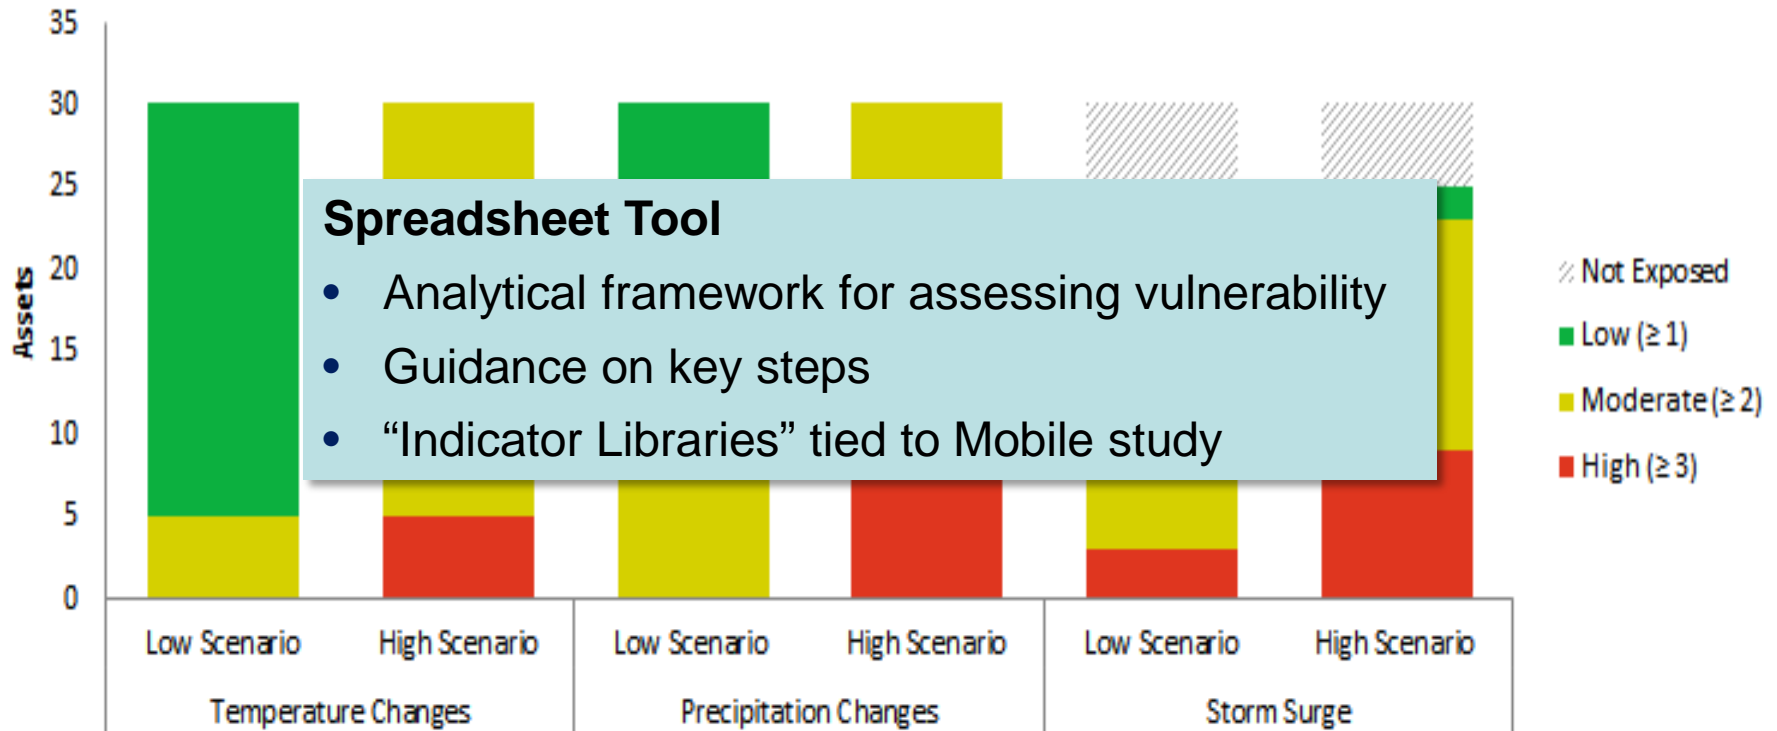 35
30
25
20
15
10
5
0
Assets
Spreadsheet Tool
• Analytical framework for assessing vulnerability
• Guidance on key steps
• “Indicator Libraries” tied to Mobile study
Not Exposed
Low (≥ 1)
Moderate (≥ 2)
High (≥ 3)
Low Scenario High Scenario Low Scenario High Scenario Low Scenario High Scenario
Temperature Changes Precipitation Changes Storm Surge